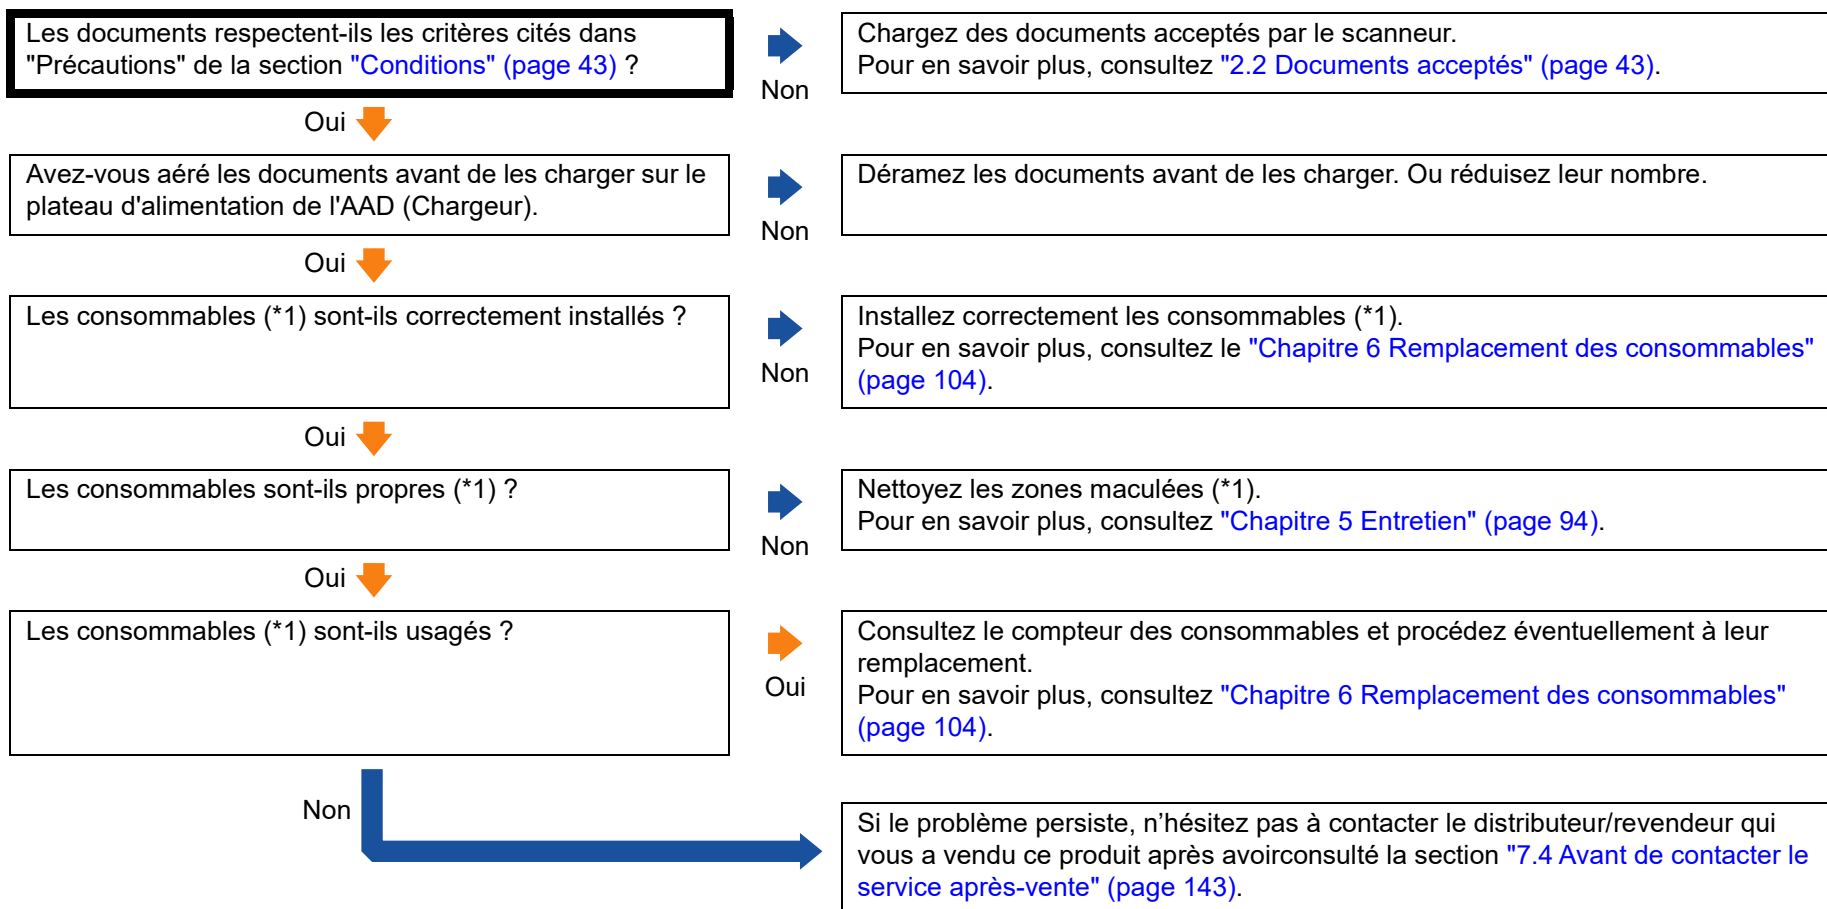 Les documents respectent-ils les critères cités dans
"Précautions" de la section "Conditions" (page 43) ?
Non
Chargez des documents acceptés par le scanneur.
Pour en savoir plus, consultez "2.2 Documents acceptés" (page 43).
Oui
Avez-vous aéré les documents avant de les charger sur le
plateau d'alimentation de l'AAD (Chargeur).
Non
Déramez les documents avant de les charger. Ou réduisez leur nombre.
Oui
Les consommables (*1) sont-ils correctement installés ?
Non
Installez correctement les consommables (*1).
Pour en savoir plus, consultez le "Chapitre 6 Remplacement des consommables"
(page 104).
Oui
Les consommables sont-ils propres (*1) ?
Non
Nettoyez les zones maculées (*1).
Pour en savoir plus, consultez "Chapitre 5 Entretien" (page 94).
Oui
Les consommables (*1) sont-ils usagés ?
Oui
Consultez le compteur des consommables et procédez éventuellement à leur
remplacement.
Pour en savoir plus, consultez "Chapitre 6 Remplacement des consommables"
(page 104).
Non
Si le problème persiste, n’hésitez pas à contacter le distributeur/revendeur qui
vous a vendu ce produit après avoirconsulté la section "7.4 Avant de contacter le
service après-vente" (page 143).